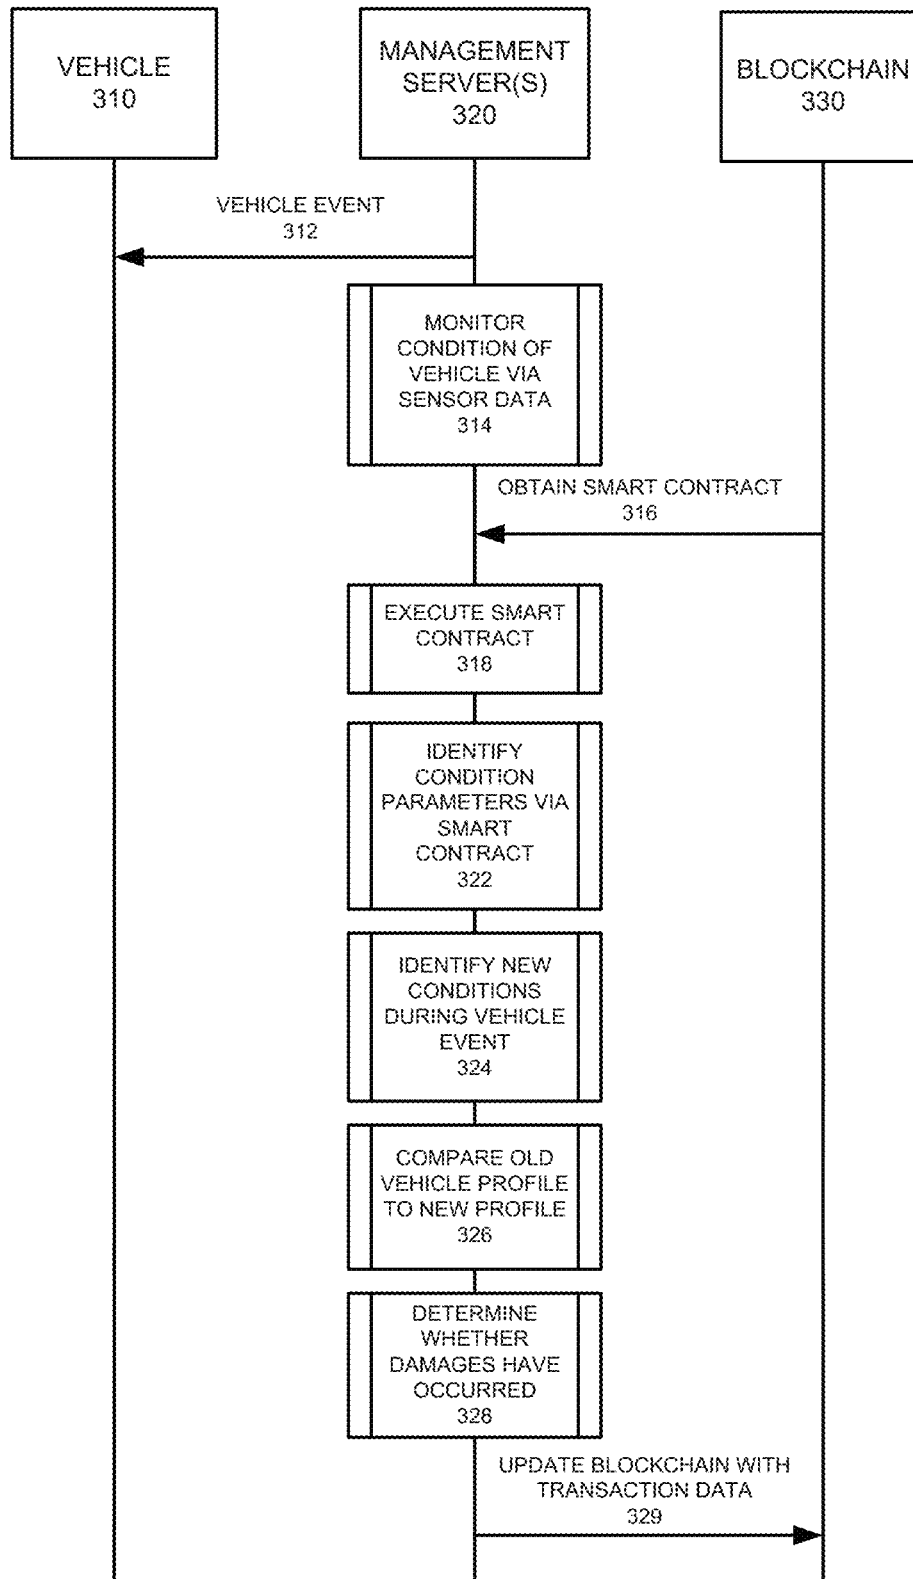 VEHICLE
310
MANAGEMENT
SERVER(S)
320
BLOCKCHAIN
330
VEHICLE EVENT
312
MONITOR
CONDITION OF
VEHICLE VIA
SENSOR DATA
314
OBTAIN SMART CONTRACT
316
EXECUTE SMART
CONTRACT
318
IDENTIFY
CONDITION
PARAMETERS VIA
SMART
CONTRACT
322
IDENTIFY NEW
CONDITIONS
DURING VEHICLE
EVENT
324
COMPARE OLD
VEHICLE PROFILE
TO NEW PROFILE
326
DETERMINE
WHETHER
DAMAGES HAVE
OCCURRED
328
UPDATE BLOCKCHAIN WITH
TRANSACTION DATA
329